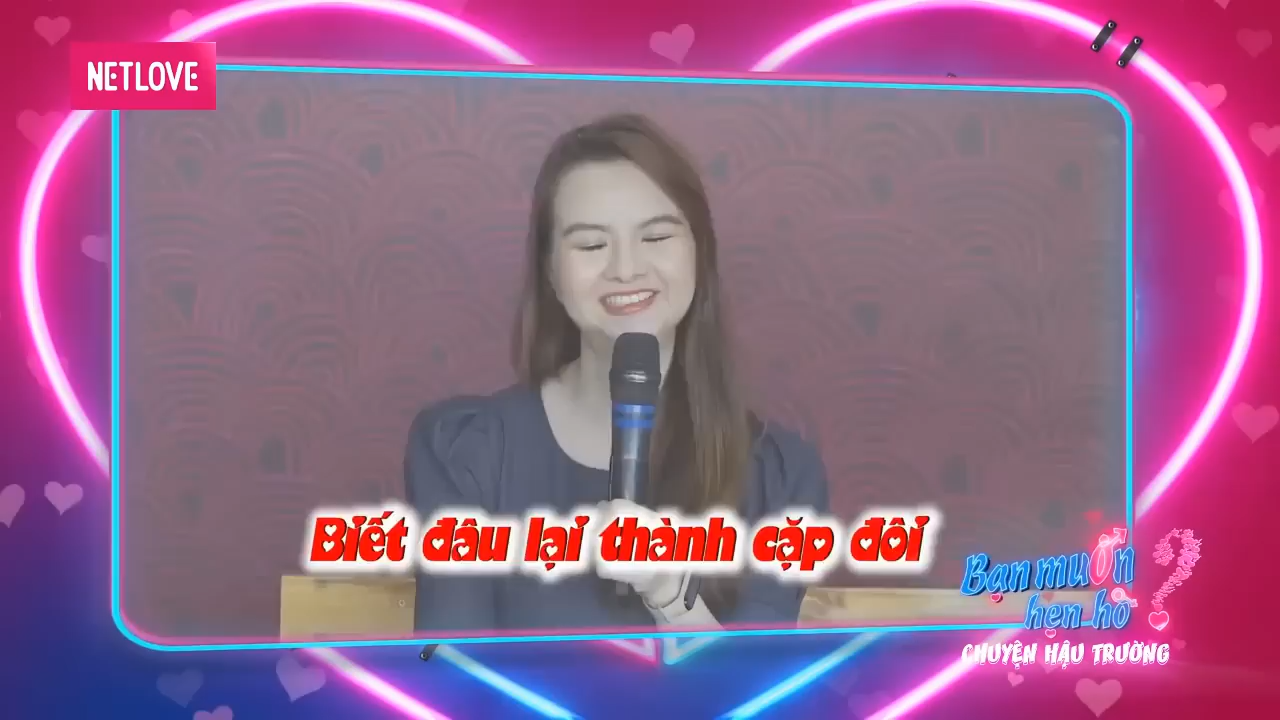 NETLOVE
Biết đâu lại thành cặp đôi
Bạn muốn
hẹn hò?
CHUYỆN HẬU TRƯỜNG